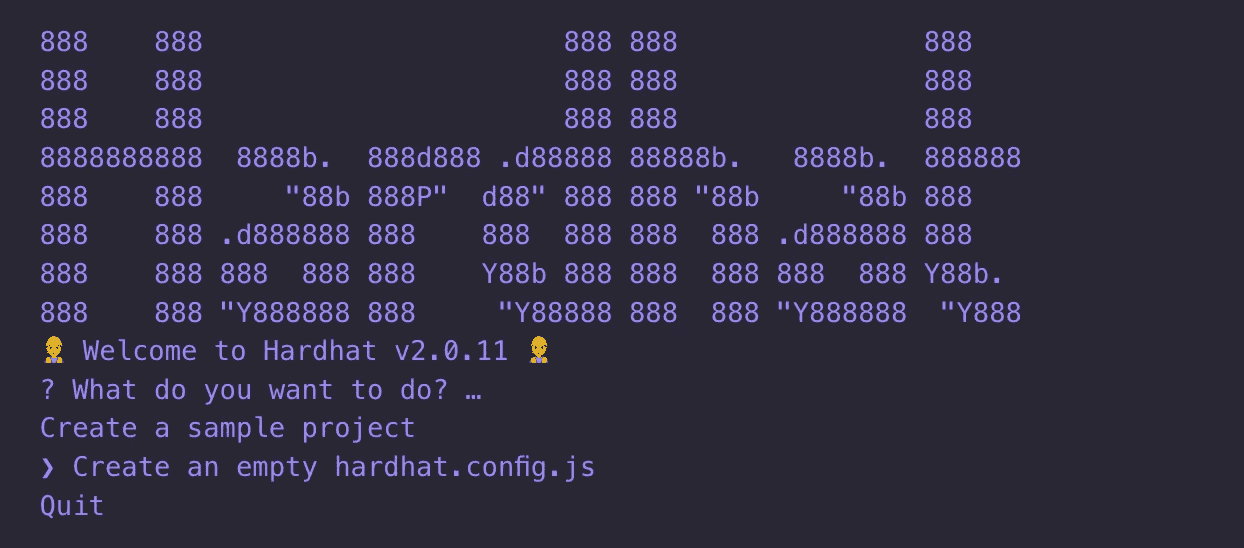 888    888                      888 888               888
888    888                      888 888               888
888    888                      888 888               888
8888888888  8888b.  888d888 .d88888 88888b.   8888b.  888888
888    888     "88b 888P"  d88" 888 888 "88b     "88b 888
888    888 .d888888 888    888  888 888  888 .d888888 888
888    888 888  888 888    Y88b 888 888  888 888  888 Y88b.
888    888 "Y888888 888     "Y88888 888  888 "Y888888  "Y888
👷 Welcome to Hardhat v2.0.11 👷
? What do you want to do? …
Create a sample project
❯ Create an empty hardhat.config.js
Quit